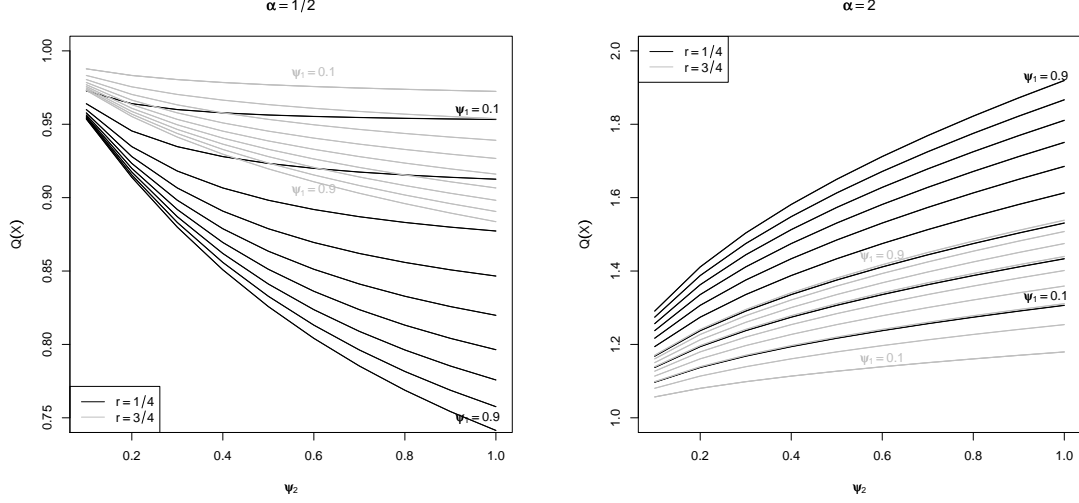 α = 1/2
Q(X)
1.00
0.95
0.90
0.85
0.80
0.75
ψ₁ = 0.1
ψ₁ = 0.1
ψ₁ = 0.9
ψ₁ = 0.9
r = 1/4
r = 3/4
0.2 0.4 0.6 0.8 1.0
ψ₂
α = 2
Q(X)
2.0
1.8
1.6
1.4
1.2
1.0
r = 1/4
r = 3/4
ψ₁ = 0.9
ψ₁ = 0.9
ψ₁ = 0.1
ψ₁ = 0.1
0.2 0.4 0.6 0.8 1.0
ψ₂